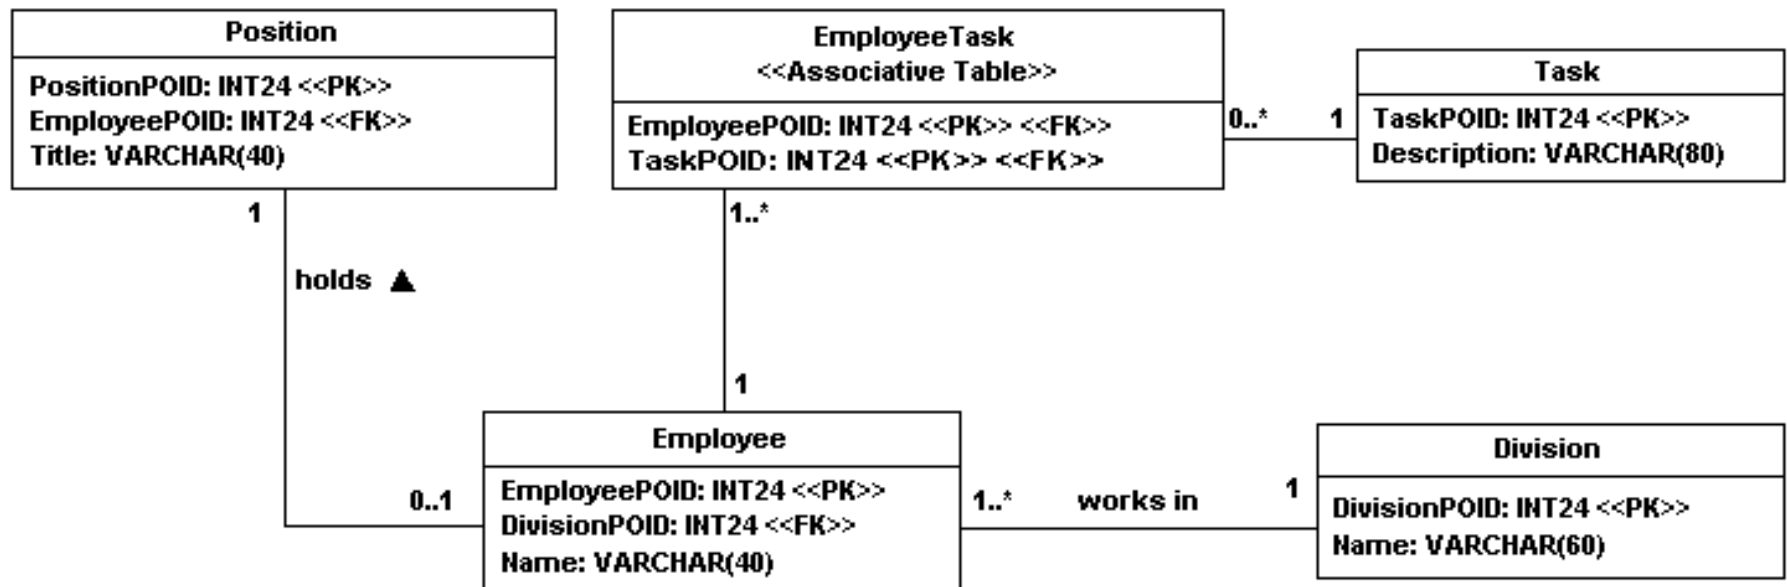 Position
PositionPOID: INT24 <<PK>>
EmployeePOID: INT24 <<FK>>
Title: VARCHAR(40)
EmployeeTask
<<Associative Table>>
EmployeePOID: INT24 <<PK>> <<FK>>
TaskPOID: INT24 <<PK>> <<FK>>
0..*
1
Task
TaskPOID: INT24 <<PK>>
Description: VARCHAR(80)
1
holds ▲
0..1
1..*
1
Employee
EmployeePOID: INT24 <<PK>>
DivisionPOID: INT24 <<FK>>
Name: VARCHAR(40)
1..*
works in
1
Division
DivisionPOID: INT24 <<PK>>
Name: VARCHAR(60)